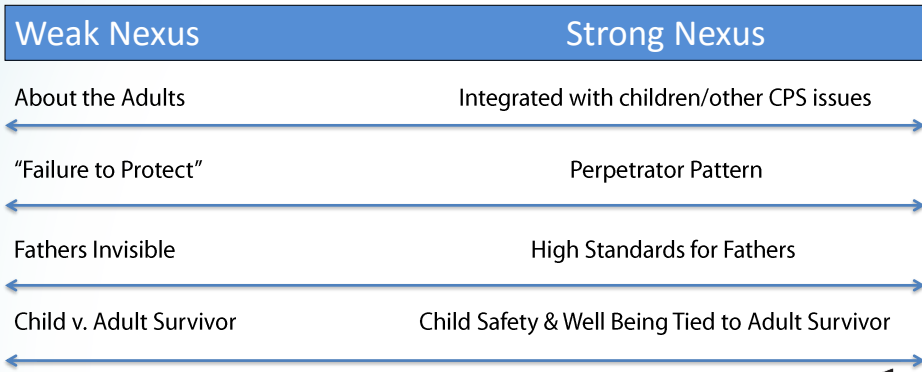 Weak Nexus Strong Nexus
About the Adults Integrated with children/other CPS issues
“Failure to Protect” Perpetrator Pattern
Fathers Invisible High Standards for Fathers
Child v. Adult Survivor Child Safety & Well Being Tied to Adult Survivor